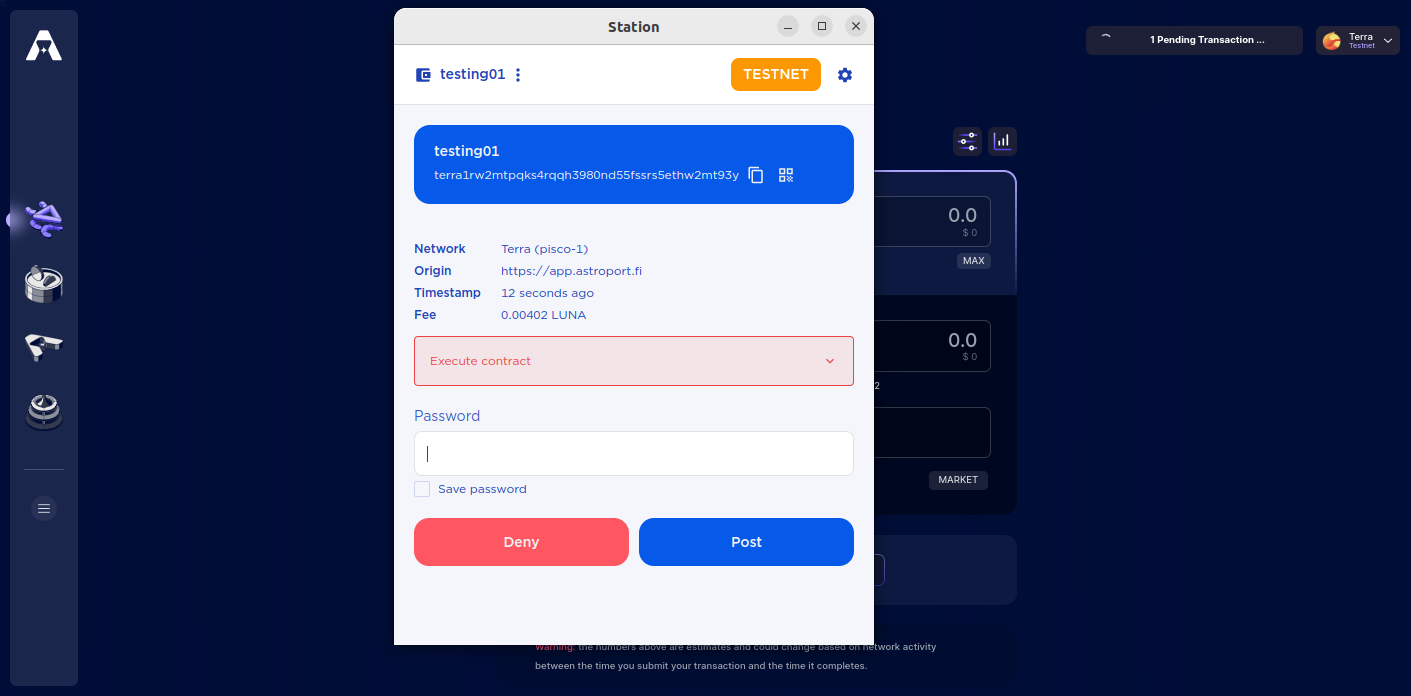 Station
testing01
TESTNET
testing01
terra1rw2mtpqks4rqqh3980nd55fssrs5ethw2mt93y
Network Terra (pisco-1)
Origin https://app.astroport.fi
Timestamp 12 seconds ago
Fee 0.00402 LUNA
Execute contract
Password
Save password
Deny
Post
1 Pending Transaction ...
Terra
Testnet
0.0
$ 0
MAX
0.0
$ 0
2
MARKET
Warning: the numbers above are estimates and could change based on network activity
between the time you submit your transaction and the time it completes.